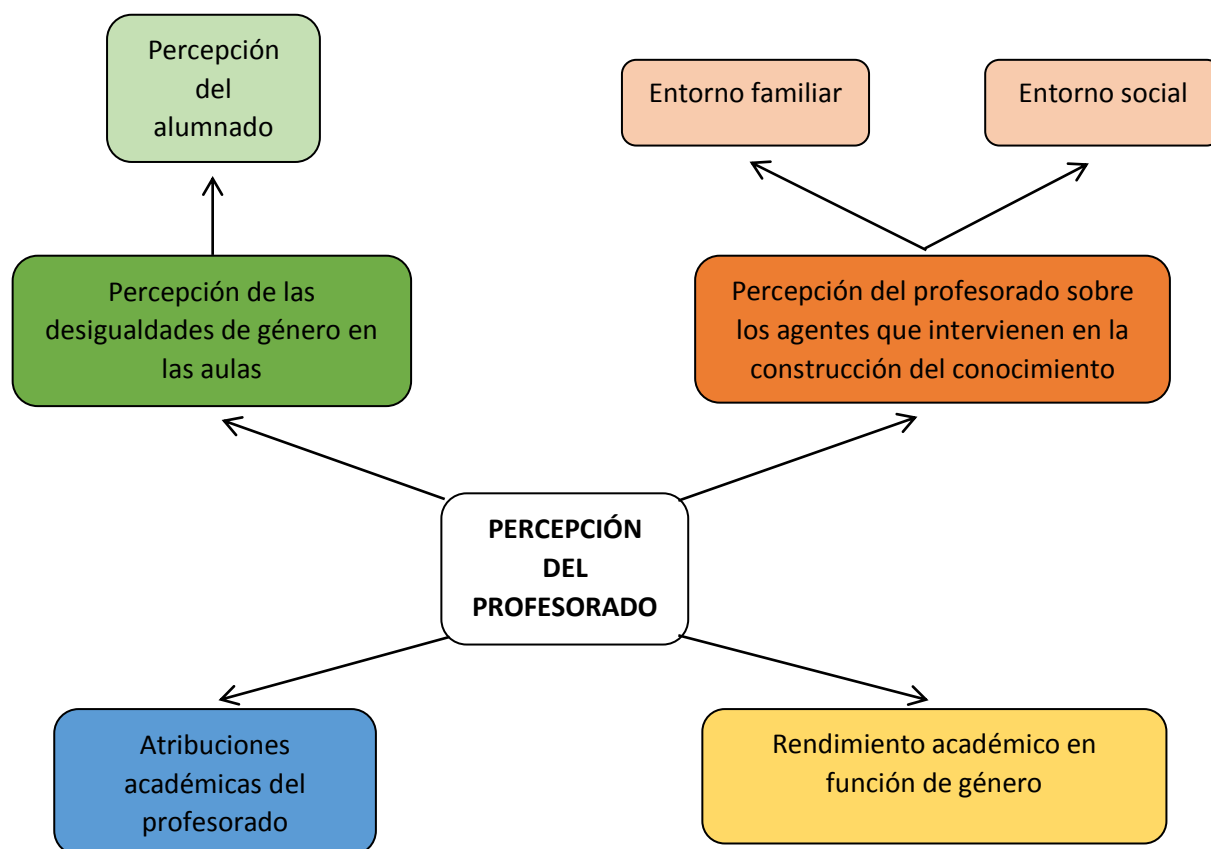 Percepción
del
alumnado
Entorno familiar
Entorno social
Percepción de las
desigualdades de género en
las aulas
Percepción del profesorado sobre
los agentes que intervienen en la
construcción del conocimiento
PERCEPCIÓN
DEL
PROFESORADO
Atribuciones
académicas del
profesorado
Rendimiento académico en
función de género